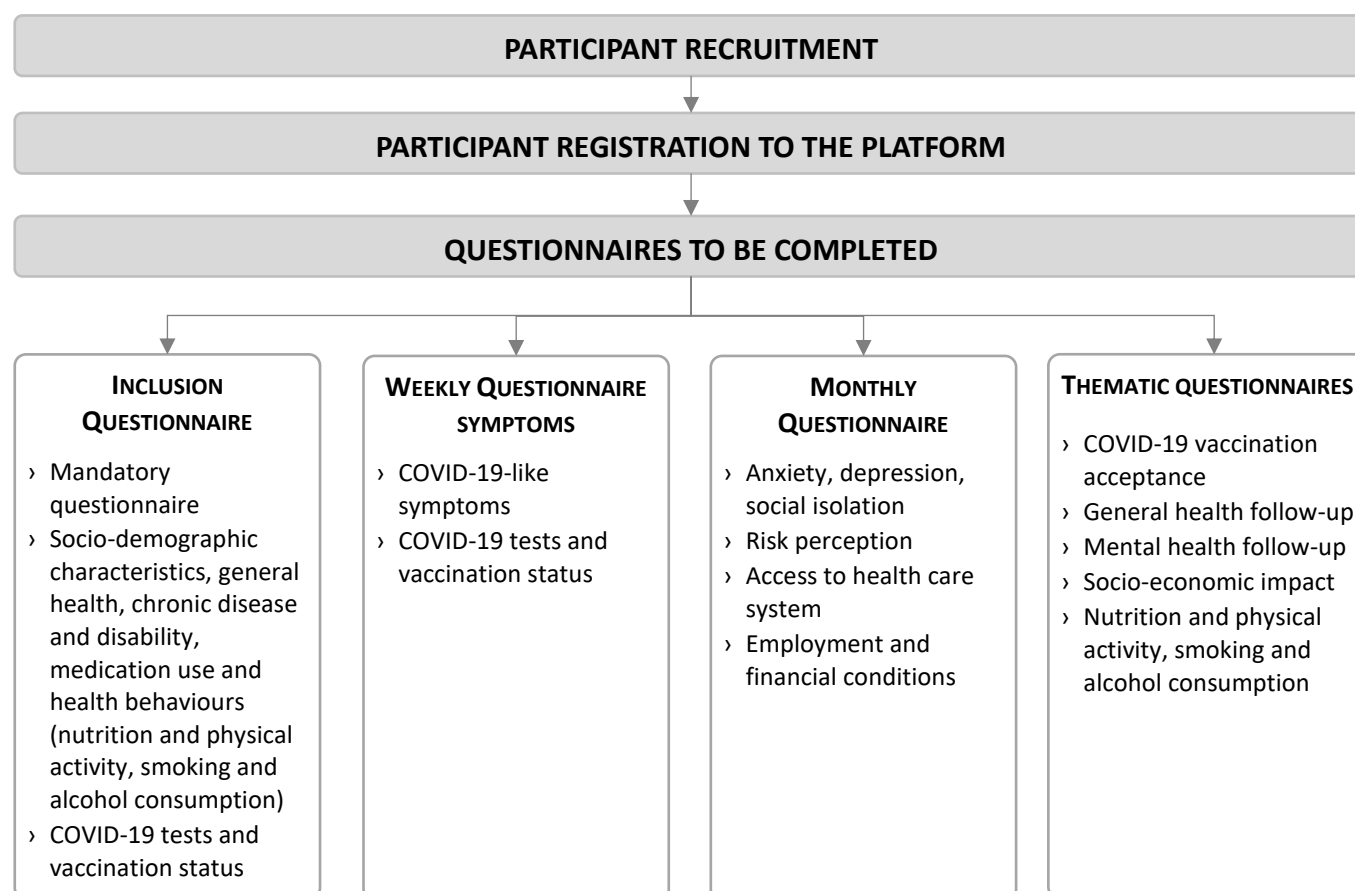 PARTICIPANT RECRUITMENT
PARTICIPANT REGISTRATION TO THE PLATFORM
QUESTIONNAIRES TO BE COMPLETED
INCLUSION
QUESTIONNAIRE
› Mandatory
questionnaire
› Socio-demographic
characteristics, general
health, chronic disease
and disability,
medication use and
health behaviours
(nutrition and physical
activity, smoking and
alcohol consumption)
› COVID-19 tests and
vaccination status
WEEKLY QUESTIONNAIRE
SYMPTOMS
› COVID-19-like
symptoms
› COVID-19 tests and
vaccination status
MONTHLY
QUESTIONNAIRE
› Anxiety, depression,
social isolation
› Risk perception
› Access to health care
system
› Employment and
financial conditions
THEMATIC QUESTIONNAIRES
› COVID-19 vaccination
acceptance
› General health follow-up
› Mental health follow-up
› Socio-economic impact
› Nutrition and physical
activity, smoking and
alcohol consumption